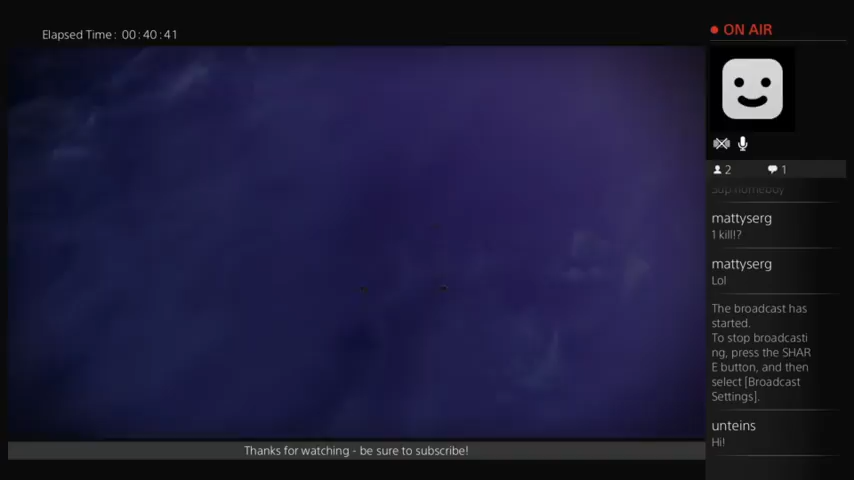 Elapsed Time: 00:40:41
ON AIR
2
1
Sup homeboy
mattyserg
1 kill!?
mattyserg
Lol
The broadcast has
started.
To stop broadcasti
ng, press the SHAR
E button, and then
select [Broadcast
Settings].
unteins
Hi!
Thanks for watching - be sure to subscribe!